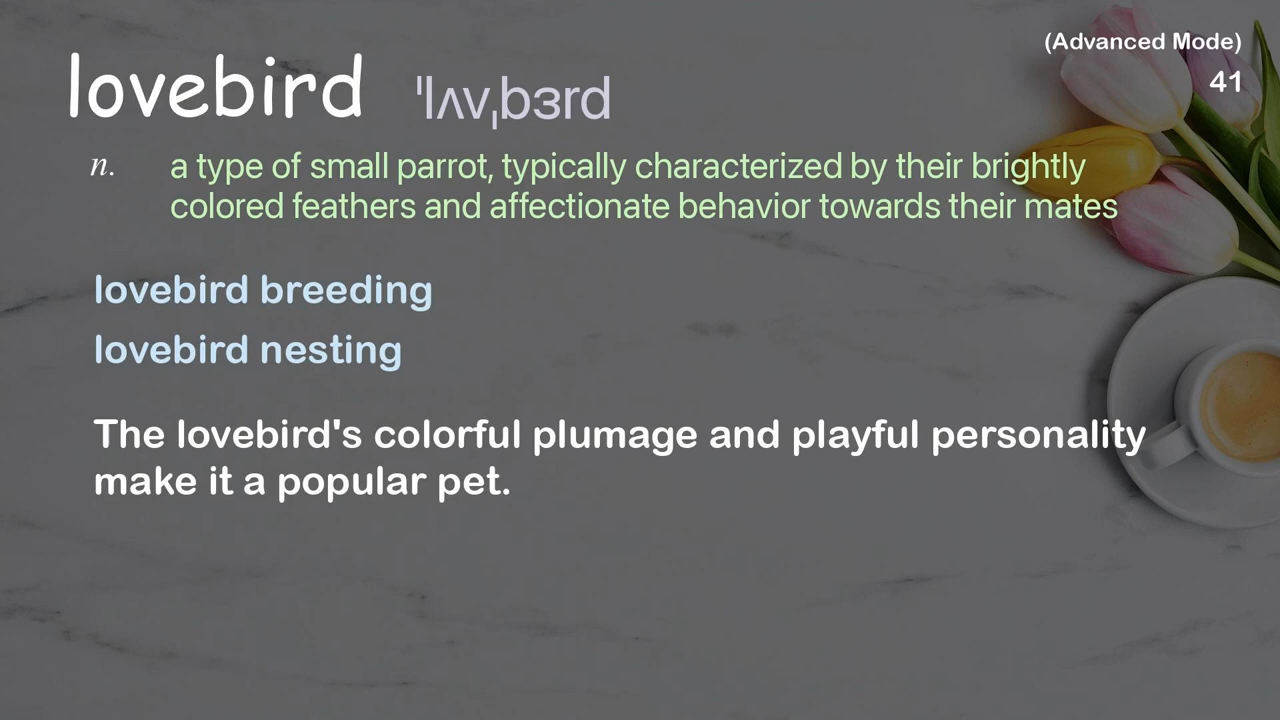 (Advanced Mode)
41
lovebird ˈlʌvˌbɜrd
n. a type of small parrot, typically characterized by their brightly
colored feathers and affectionate behavior towards their mates
lovebird breeding
lovebird nesting
The lovebird's colorful plumage and playful personality
make it a popular pet.